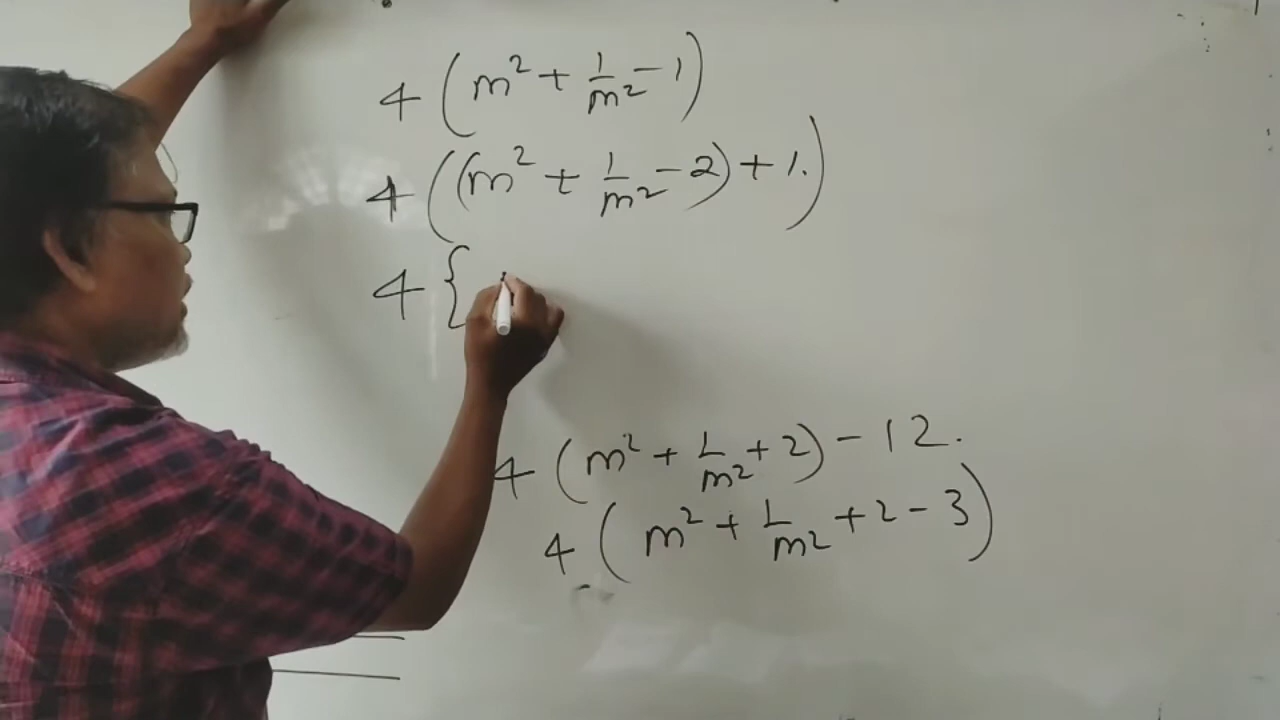 4 (m² + 1/m² - 1)
4 ((m² + 1/m² - 2) + 1.)
4 {
4 (m² + 1/m² + 2) - 12.
4 (m² + 1/m² + 2 - 3)